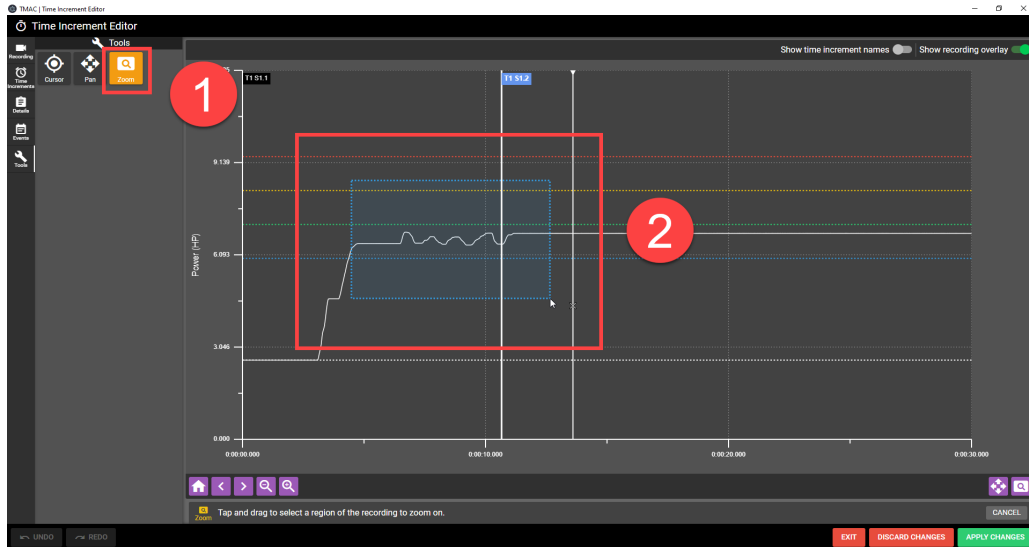 TMAC | Time Increment Editor
Time Increment Editor
Recording
Time Increments
Details
Events
Tools
Tools
Cursor
Pan
Zoom
1
Show time increment names
Show recording overlay
T1 S1.1
T1 S1.2
9.139
6.093
3.046
0.000
Power (HP)
2
0:00:00.000
0:00:10.000
0:00:20.000
0:00:30.000
Zoom
Tap and drag to select a region of the recording to zoom on.
CANCEL
UNDO
REDO
EXIT
DISCARD CHANGES
APPLY CHANGES